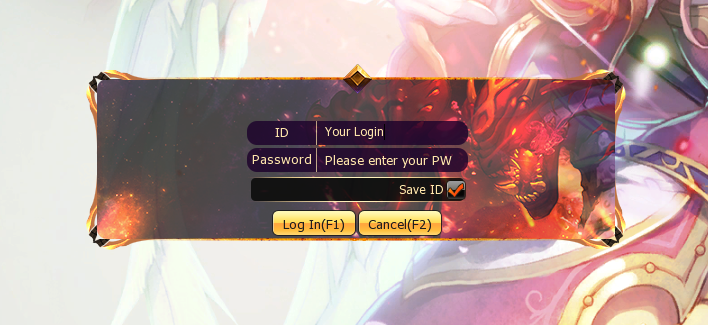 ID Your Login
Password Please enter your PW
Save ID
Log In(F1) Cancel(F2)